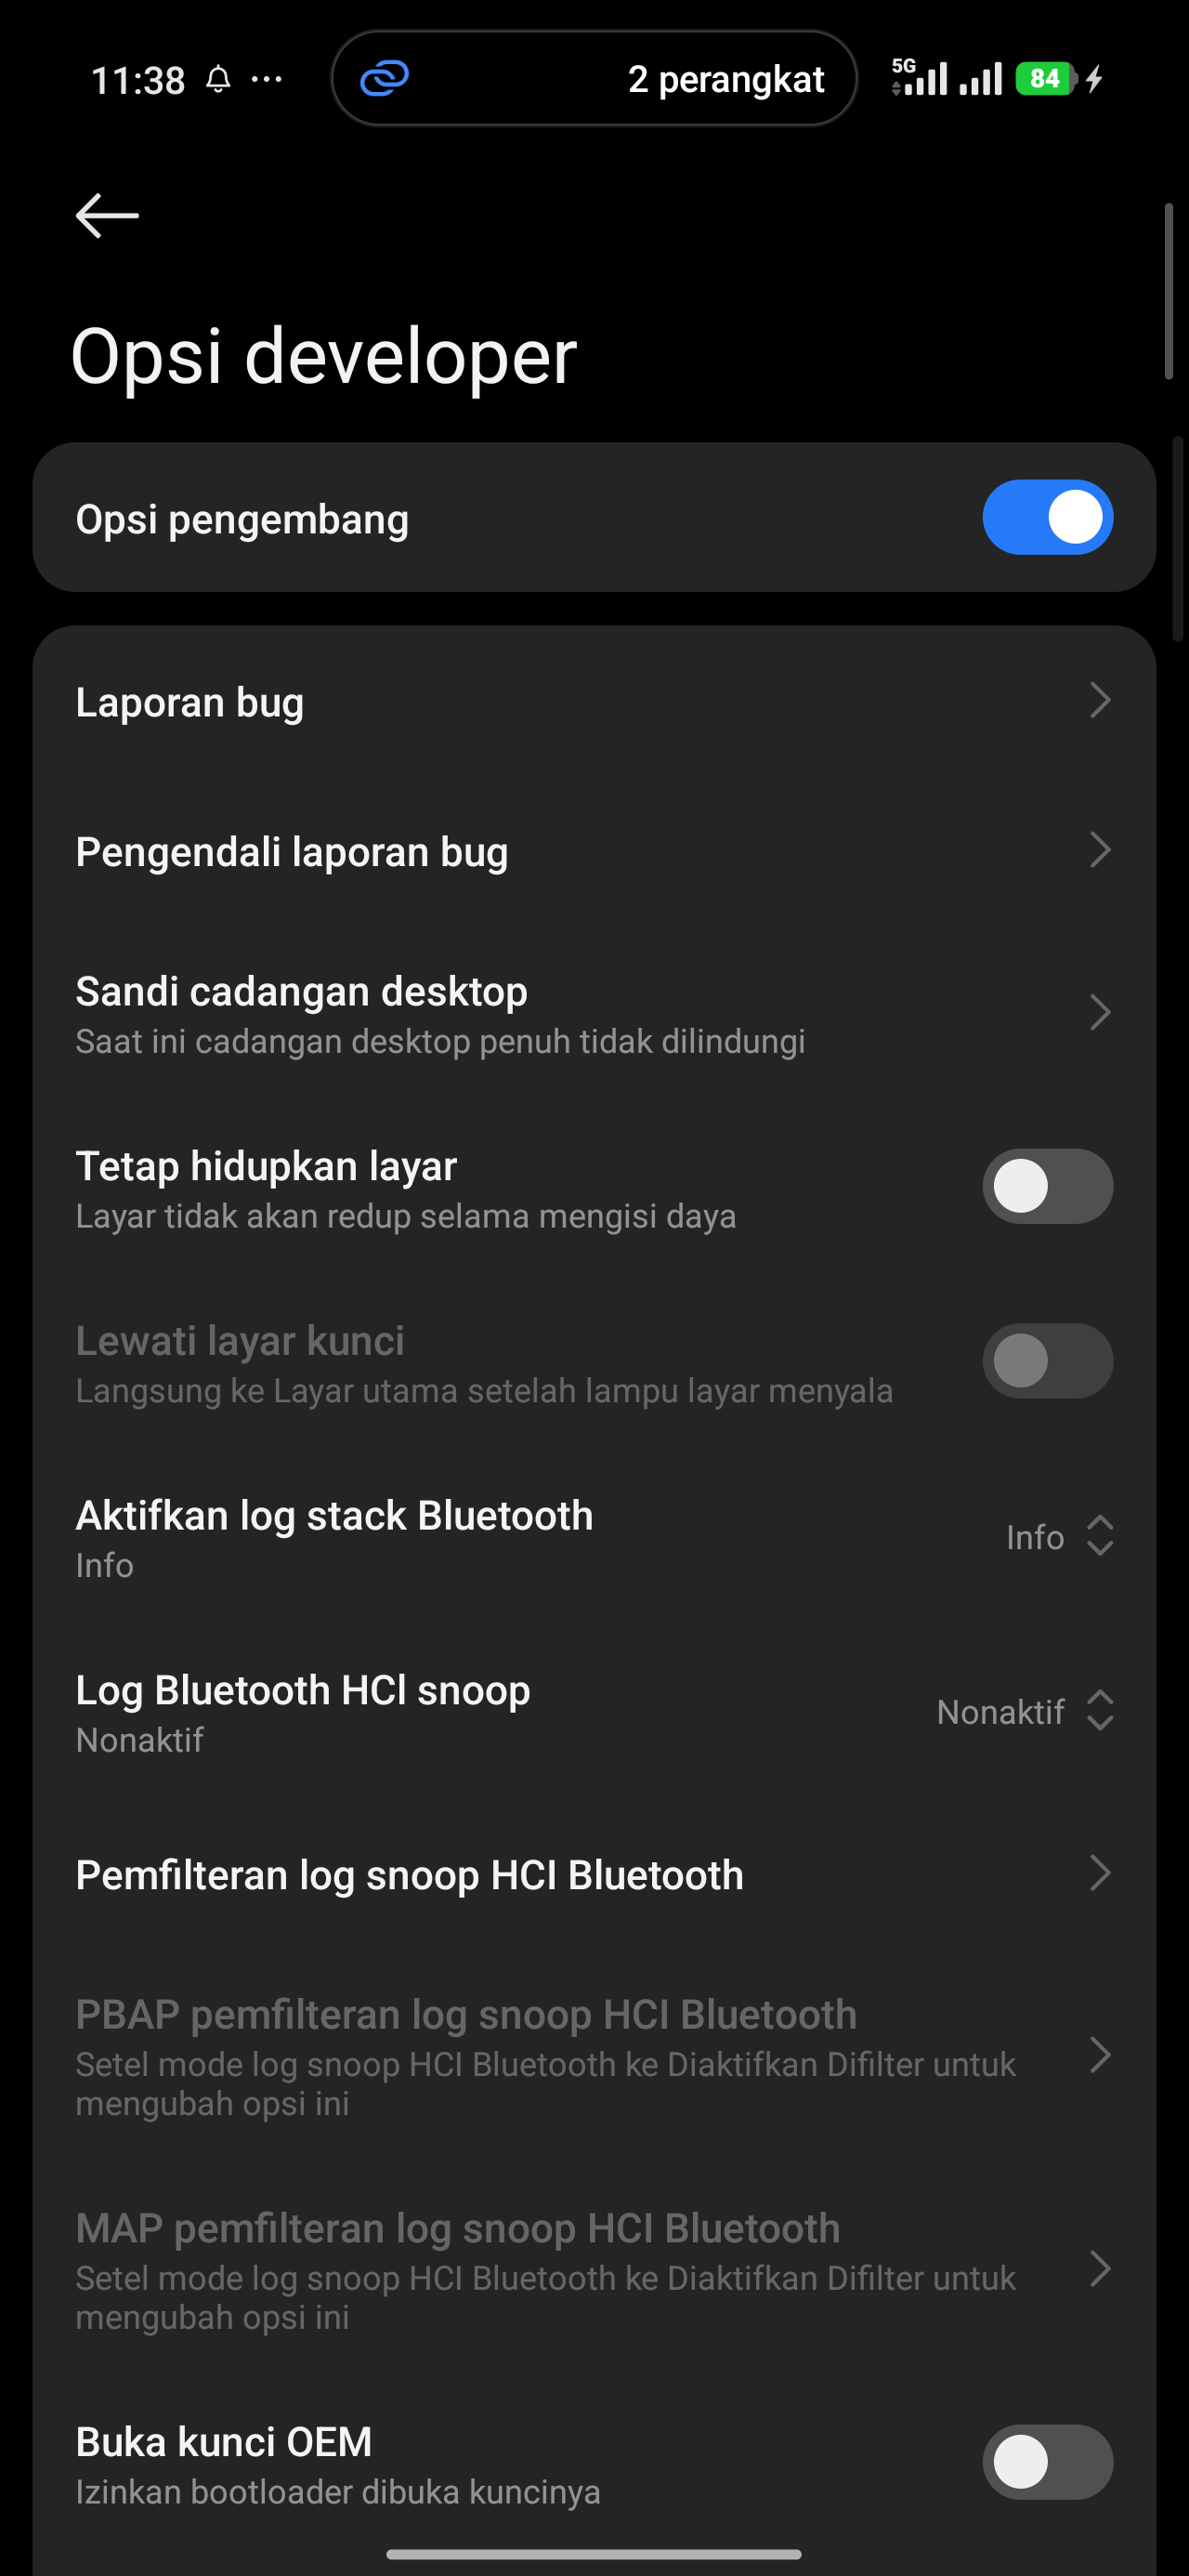 11:38
2 perangkat
5G
84
Opsi developer
Opsi pengembang
Laporan bug
Pengendali laporan bug
Sandi cadangan desktop
Saat ini cadangan desktop penuh tidak dilindungi
Tetap hidupkan layar
Layar tidak akan redup selama mengisi daya
Lewati layar kunci
Langsung ke Layar utama setelah lampu layar menyala
Aktifkan log stack Bluetooth
Info
Info
Log Bluetooth HCl snoop
Nonaktif
Nonaktif
Pemfilteran log snoop HCI Bluetooth
PBAP pemfilteran log snoop HCI Bluetooth
Setel mode log snoop HCI Bluetooth ke Diaktifkan Difilter untuk
mengubah opsi ini
MAP pemfilteran log snoop HCI Bluetooth
Setel mode log snoop HCI Bluetooth ke Diaktifkan Difilter untuk
mengubah opsi ini
Buka kunci OEM
Izinkan bootloader dibuka kuncinya